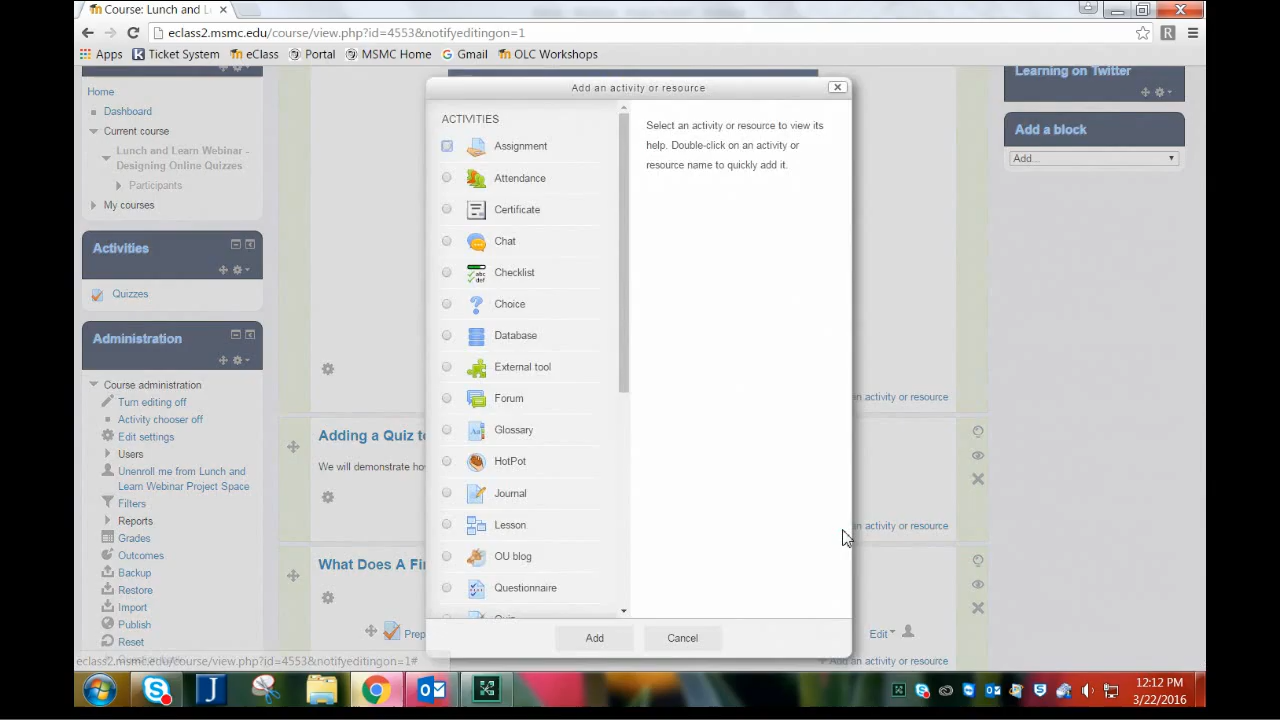 Course: Lunch and L
eclass2.msmc.edu/course/view.php?id=4553&notifyeditingon=1
Apps Ticket System eClass Portal MSMC Home Gmail OLC Workshops
Home
Dashboard
Current course
Lunch and Learn Webinar -
Designing Online Quizzes
Participants
My courses
Activities
Quizzes
Administration
Course administration
Turn editing off
Activity chooser off
Edit settings
Users
Unenroll me from Lunch and
Learn Webinar Project Space
Filters
Reports
Grades
Outcomes
Backup
Restore
Import
Publish
Reset
eclass2.msmc.edu/course/view.php?id=4553&notifyeditingon=1#
Adding a Quiz to
We will demonstrate ho
What Does A Fi
Prep
Add an activity or resource
ACTIVITIES
Assignment
Attendance
Certificate
Chat
Checklist
Choice
Database
External tool
Forum
Glossary
HotPot
Journal
Lesson
OU blog
Questionnaire
Select an activity or resource to view its
help. Double-click on an activity or
resource name to quickly add it.
Add Cancel
n activity or resource
n activity or resource
Edit
Add an activity or resource
Learning on Twitter
Add a block
Add...
12:12 PM
3/22/2016